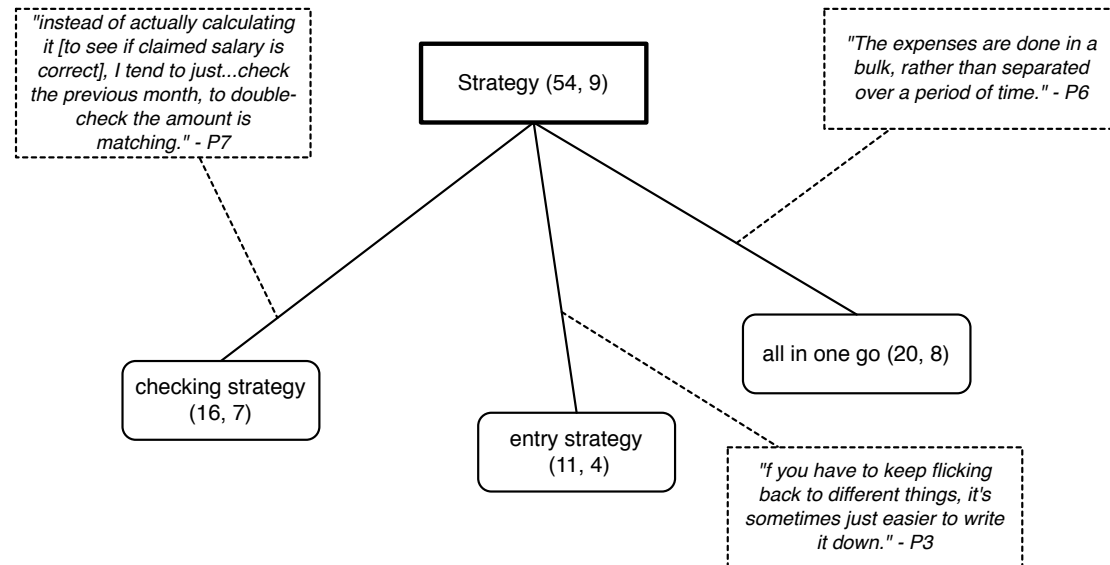 "instead of actually calculating
it [to see if claimed salary is
correct], I tend to just...check
the previous month, to double-
check the amount is
matching." - P7
Strategy (54, 9)
"The expenses are done in a
bulk, rather than separated
over a period of time." - P6
checking strategy
(16, 7)
entry strategy
(11, 4)
all in one go (20, 8)
"f you have to keep flicking
back to different things, it's
sometimes just easier to write
it down." - P3